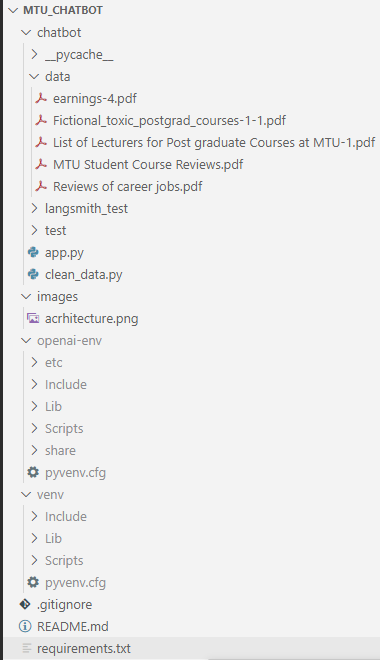 MTU_CHATBOT
chatbot
__pycache__
data
earnings-4.pdf
Fictional_toxic_postgrad_courses-1-1.pdf
List of Lecturers for Post graduate Courses at MTU-1.pdf
MTU Student Course Reviews.pdf
Reviews of career jobs.pdf
langsmith_test
test
app.py
clean_data.py
images
acrhitecture.png
openai-env
etc
Include
Lib
Scripts
share
pyvenv.cfg
venv
Include
Lib
Scripts
pyvenv.cfg
.gitignore
README.md
requirements.txt